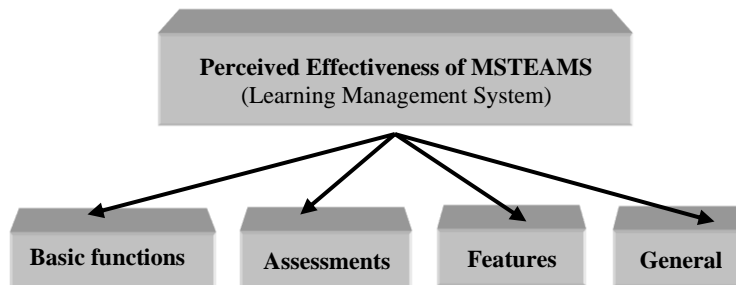 Perceived Effectiveness of MSTEAMS
(Learning Management System)
Basic functions
Assessments
Features
General